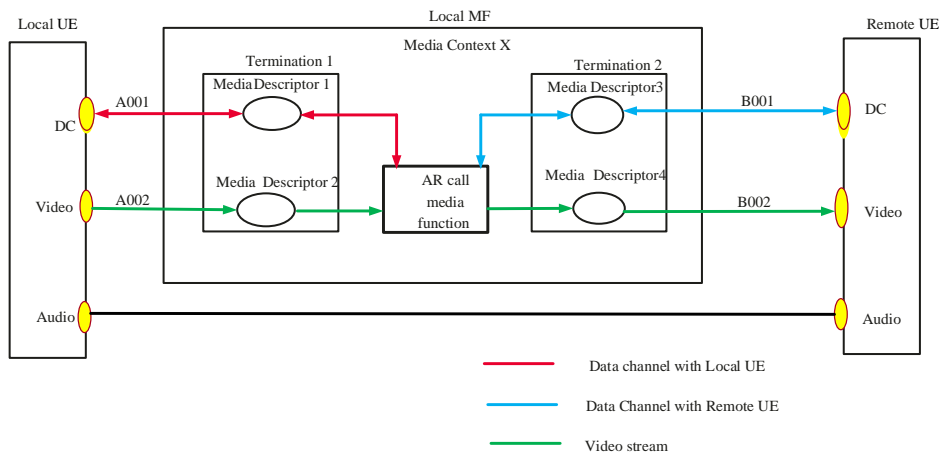 Local MF
Local UE
Remote UE
Media Context X
Termination 1
Termination 2
Media Descriptor 1
Media Descriptor3
A001
B001
DC
DC
Media Descriptor 2
Media Descriptor4
AR call
media
function
A002
B002
Video
Video
Audio
Audio
Data channel with Local UE
Data Channel with Remote UE
Video stream